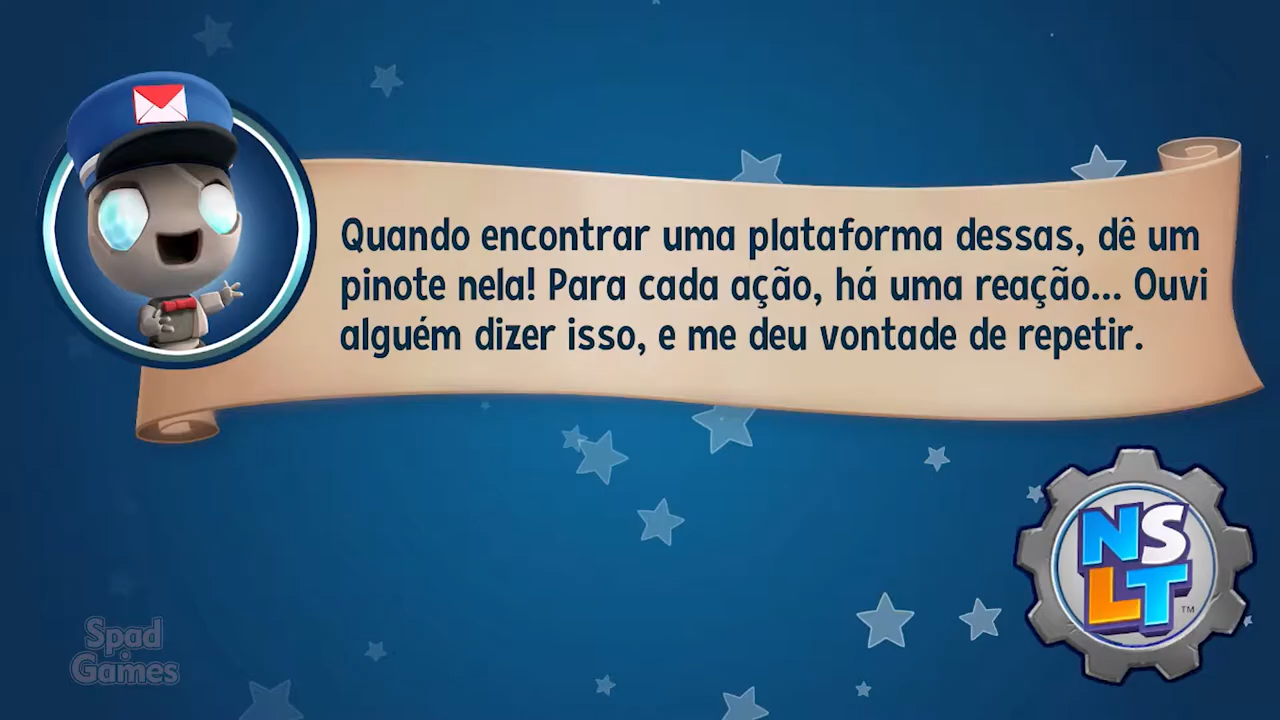 Quando encontrar uma plataforma dessas, dê um
pinote nela! Para cada ação, há uma reação... Ouvi
alguém dizer isso, e me deu vontade de repetir.
NS
LT™
Spad
Games